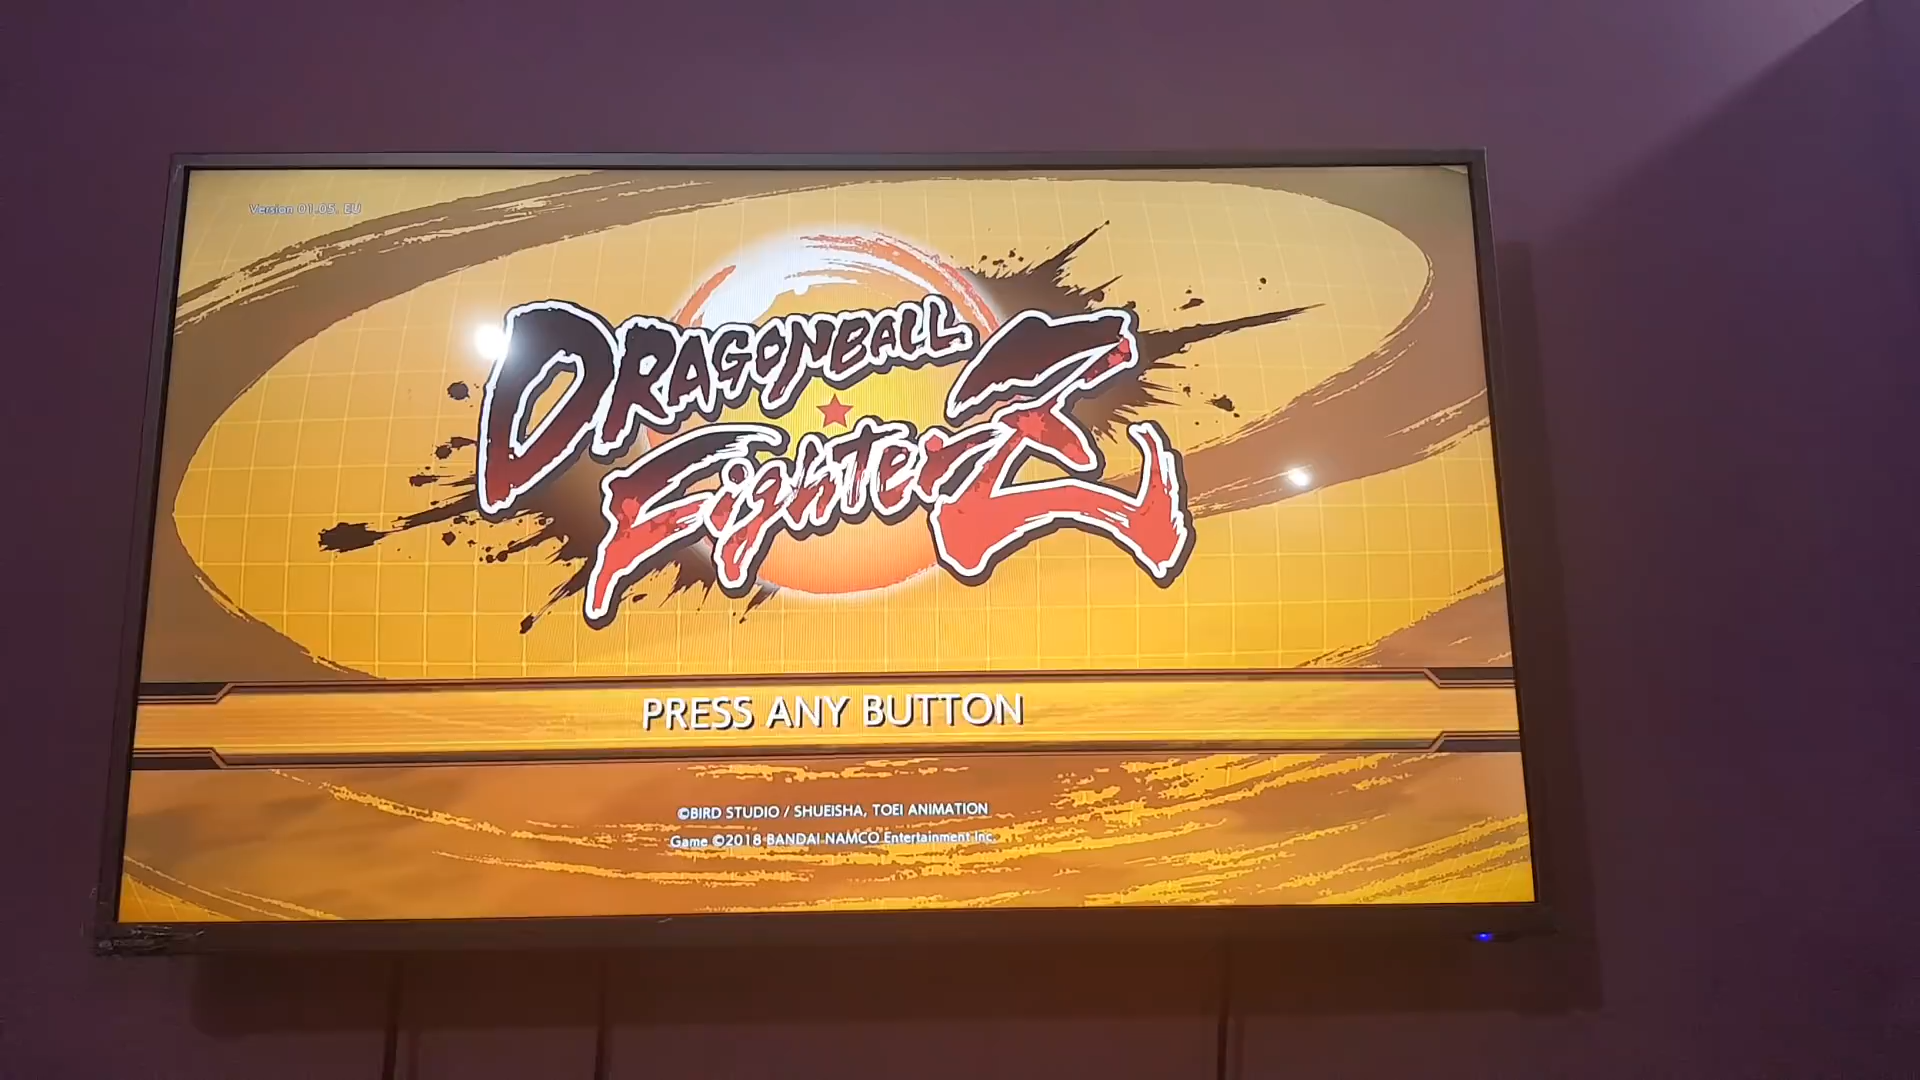 Version 01.05. EU
DRAGONBALL
FighterZ
PRESS ANY BUTTON
©BIRD STUDIO / SHUEISHA, TOEI ANIMATION
Game ©2018 BANDAI NAMCO Entertainment Inc.